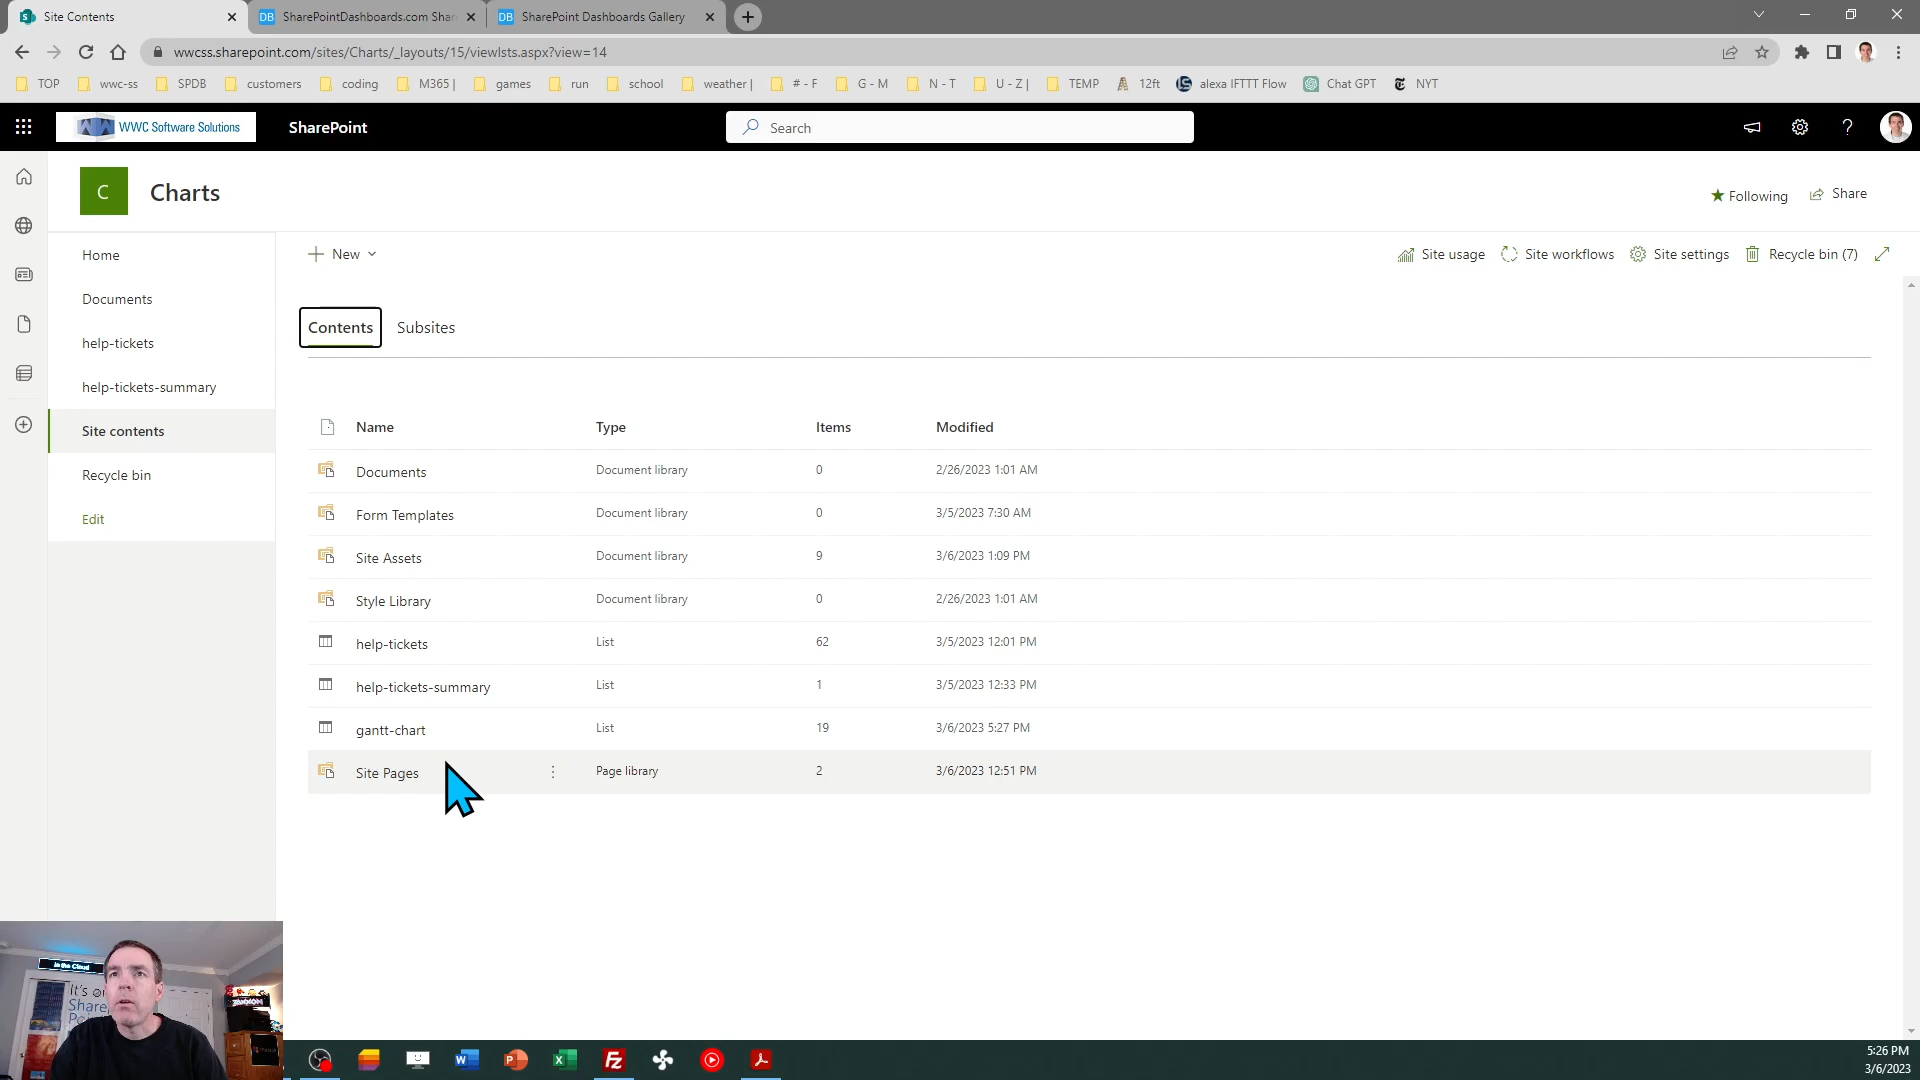 Site Contents
SharePointDashboards.com Shar
SharePoint Dashboards Gallery
wwcss.sharepoint.com/sites/Charts/_layouts/15/viewlsts.aspx?view=14
TOP
wwc-ss
SPDB
customers
coding
M365 |
games
run
school
weather |
# - F
G - M
N - T
U - Z |
TEMP
12ft
alexa IFTTT Flow
Chat GPT
NYT
WWC Software Solutions
SharePoint
Search
C
Charts
Following
Share
Home
Documents
help-tickets
help-tickets-summary
Site contents
Recycle bin
Edit
New
Site usage
Site workflows
Site settings
Recycle bin (7)
Contents
Subsites
Name Type Items Modified
Documents Document library 0 2/26/2023 1:01 AM
Form Templates Document library 0 3/5/2023 7:30 AM
Site Assets Document library 9 3/6/2023 1:09 PM
Style Library Document library 0 2/26/2023 1:01 AM
help-tickets List 62 3/5/2023 12:01 PM
help-tickets-summary List 1 3/5/2023 12:33 PM
gantt-chart List 19 3/6/2023 5:27 PM
Site Pages Page library 2 3/6/2023 12:51 PM
In the Cloud
It's
Share
5:26 PM
3/6/2023